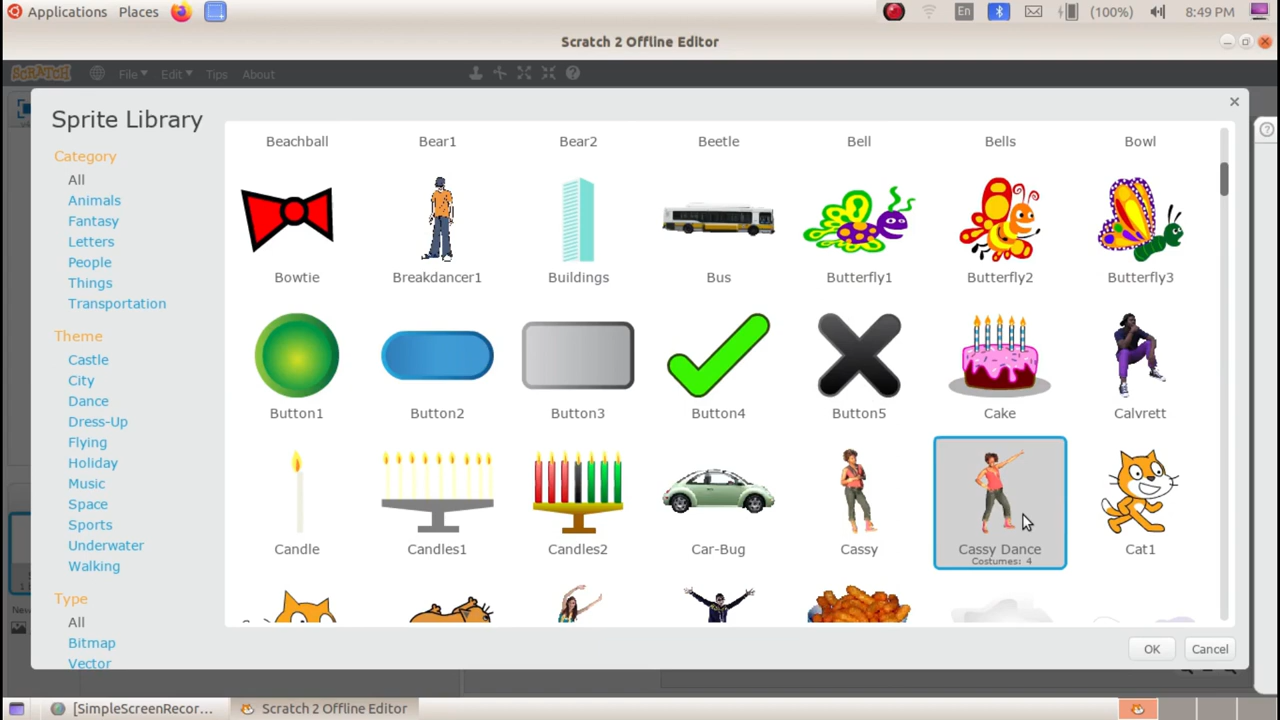 Applications Places En (100%) 8:49 PM
Scratch 2 Offline Editor
SCRATCH File Edit Tips About
Sprite Library
Category
All
Animals
Fantasy
Letters
People
Things
Transportation
Theme
Castle
City
Dance
Dress-Up
Flying
Holiday
Music
Space
Sports
Underwater
Walking
Type
All
Bitmap
Vector
Beachball Bear1 Bear2 Beetle Bell Bells Bowl
Bowtie Breakdancer1 Buildings Bus Butterfly1 Butterfly2 Butterfly3
Button1 Button2 Button3 Button4 Button5 Cake Calvrett
Candle Candles1 Candles2 Car-Bug Cassy Cassy Dance Cat1
Costumes: 4
OK Cancel
[SimpleScreenRecor... Scratch 2 Offline Editor